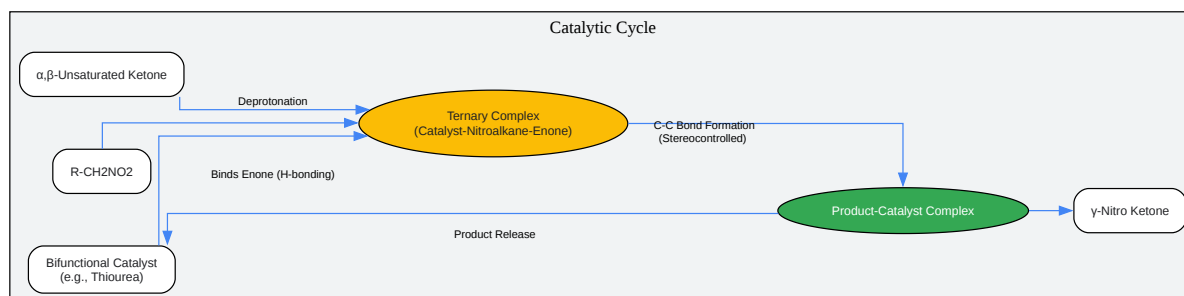 Catalytic Cycle
α,β-Unsaturated Ketone
Deprotonation
Ternary Complex
(Catalyst-Nitroalkane-Enone)
C-C Bond Formation
(Stereocontrolled)
R-CH2NO2
Binds Enone (H-bonding)
Product-Catalyst Complex
γ-Nitro Ketone
Product Release
Bifunctional Catalyst
(e.g., Thiourea)